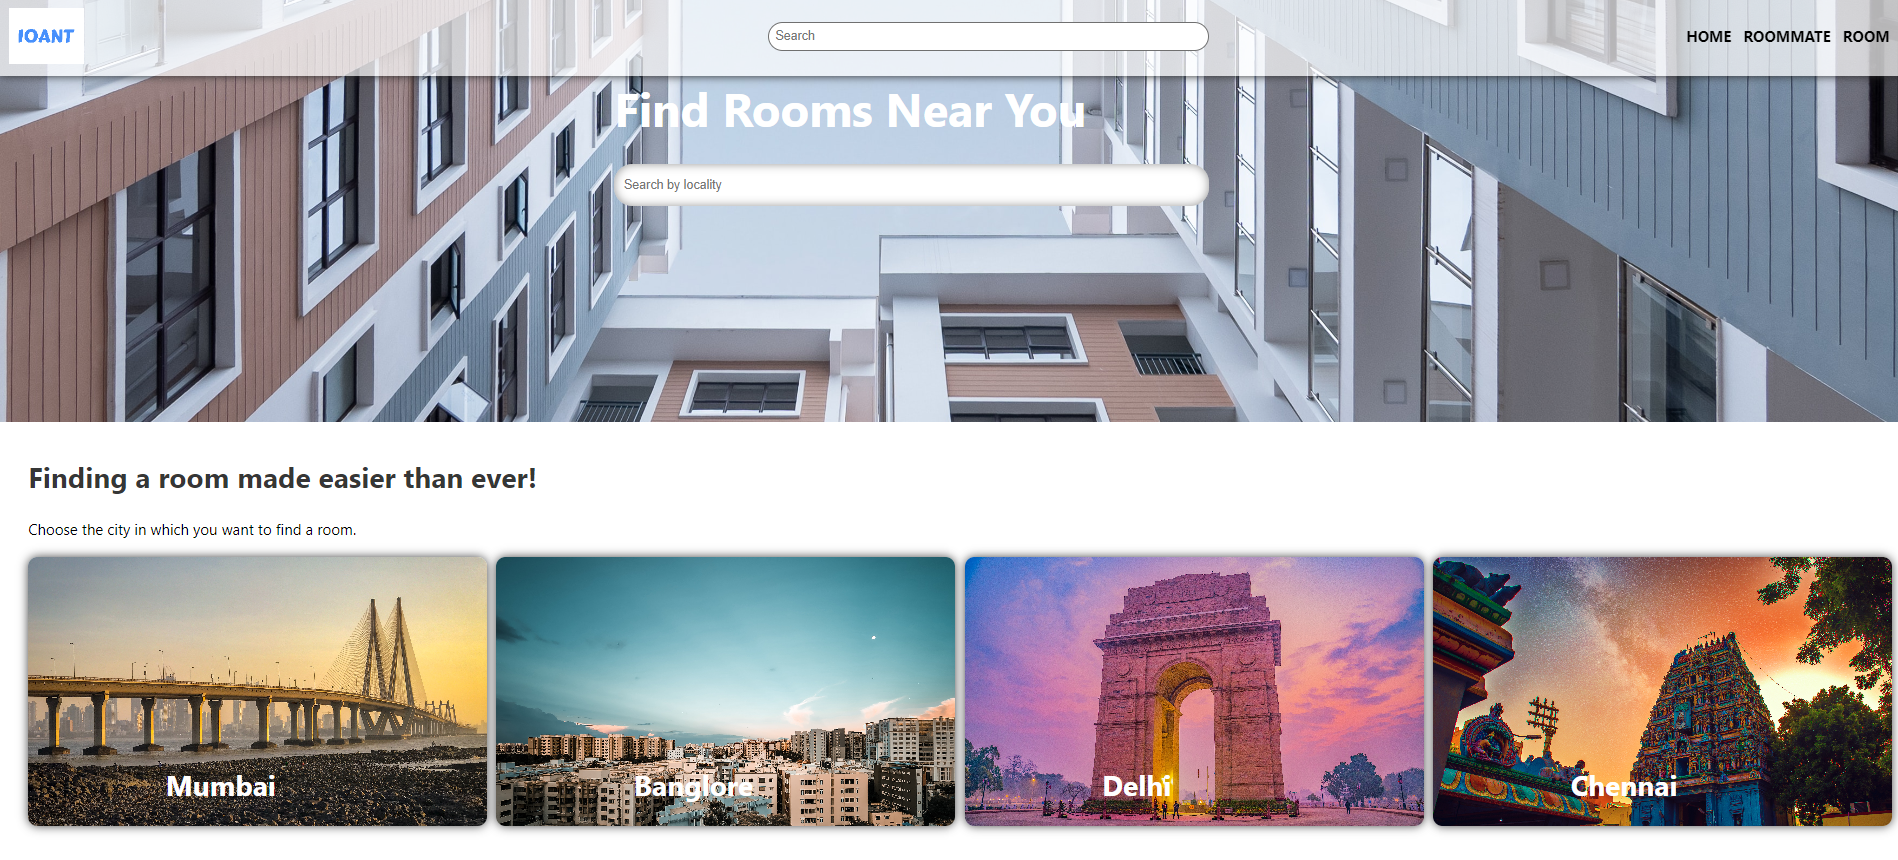 IOANT
Search
HOME ROOMMATE ROOM
Find Rooms Near You
Search by locality
Finding a room made easier than ever!
Choose the city in which you want to find a room.
Mumbai
Banglore
Delhi
Chennai